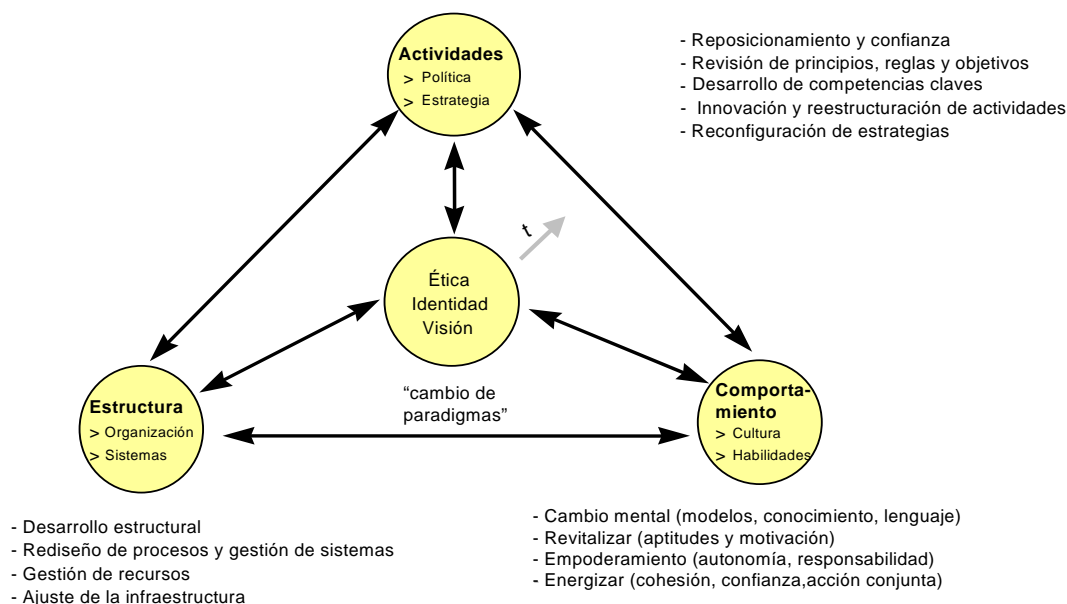 Actividades
> Política
> Estrategia
- Reposicionamiento y confianza
- Revisión de principios, reglas y objetivos
- Desarrollo de competencias claves
- Innovación y reestructuración de actividades
- Reconfiguración de estrategias
t
Ética
Identidad
Visión
"cambio de
paradigmas"
Estructura
> Organización
> Sistemas
Comporta-
miento
> Cultura
> Habilidades
- Desarrollo estructural
- Rediseño de procesos y gestión de sistemas
- Gestión de recursos
- Ajuste de la infraestructura
- Cambio mental (modelos, conocimiento, lenguaje)
- Revitalizar (aptitudes y motivación)
- Empoderamiento (autonomía, responsabilidad)
- Energizar (cohesión, confianza,acción conjunta)